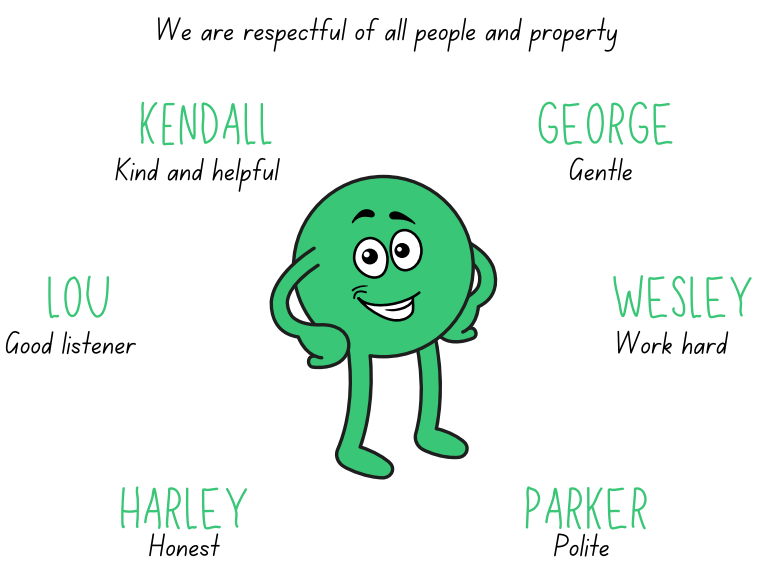 We are respectful of all people and property
KENDALL
Kind and helpful
GEORGE
Gentle
LOU
Good listener
WESLEY
Work hard
HARLEY
Honest
PARKER
Polite